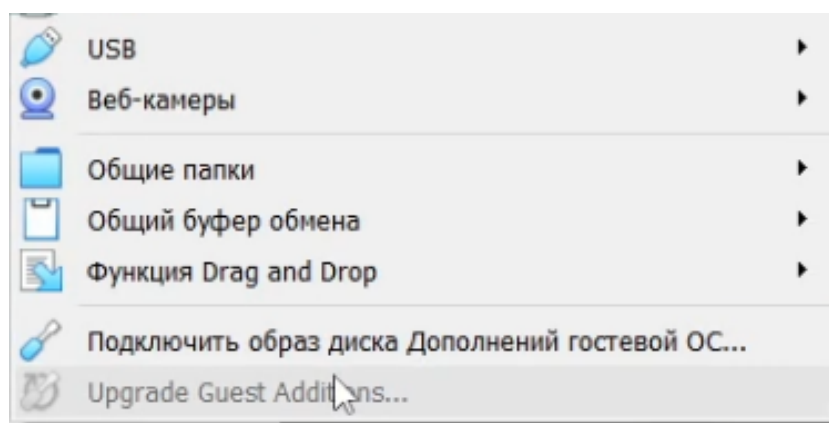 USB
Веб-камеры
Общие папки
Общий буфер обмена
Функция Drag and Drop
Подключить образ диска Дополнений гостевой ОС...
Upgrade Guest Additions...